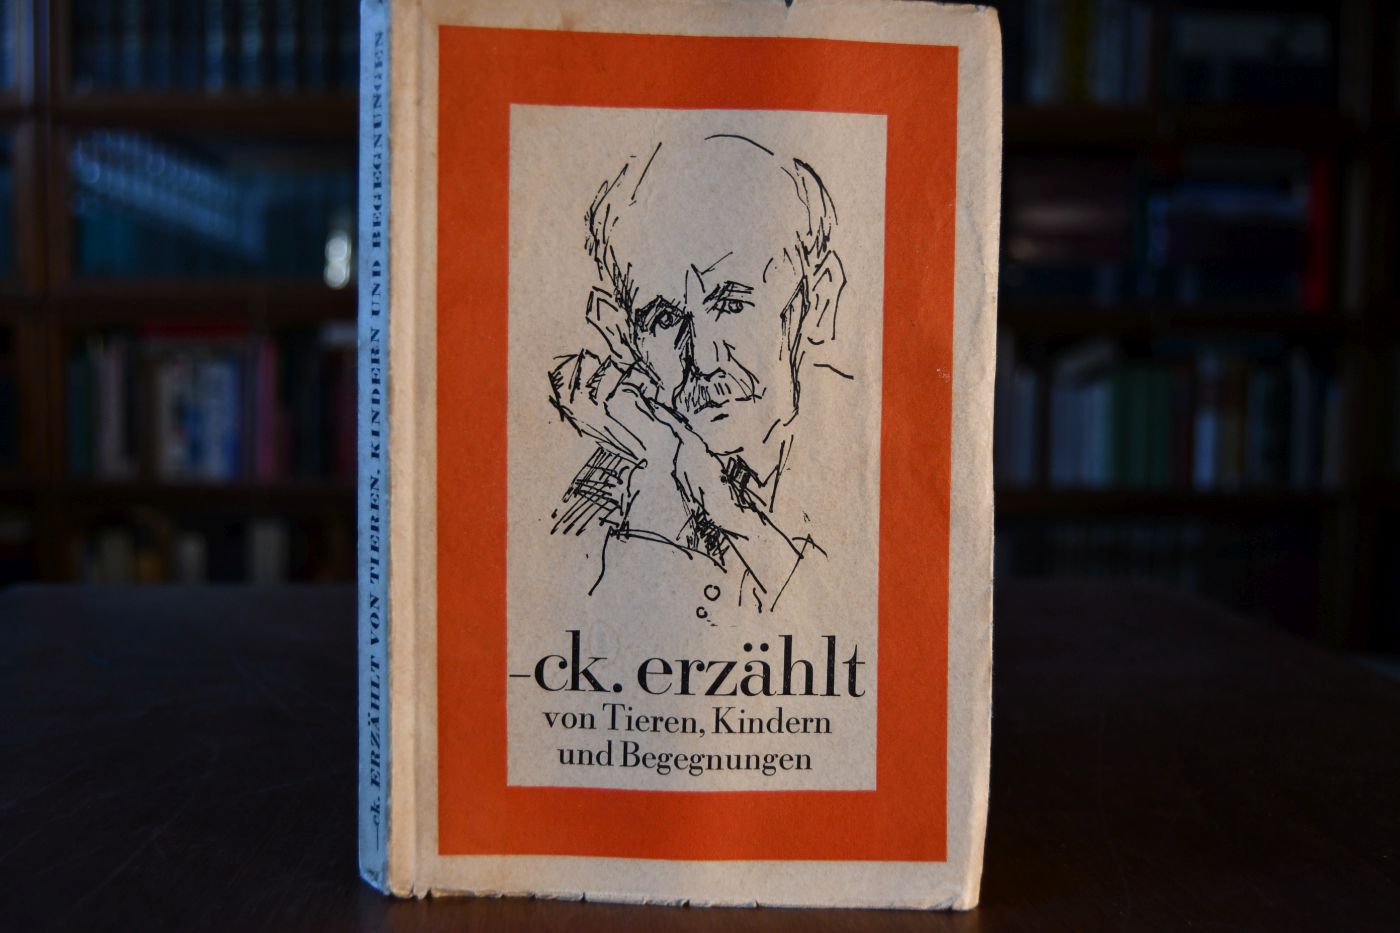 –ck. erzählt
von Tieren, Kindern
und Begegnungen
–ck. ERZÄHLT VON TIEREN, KINDERN UND BEGEGNUNGEN